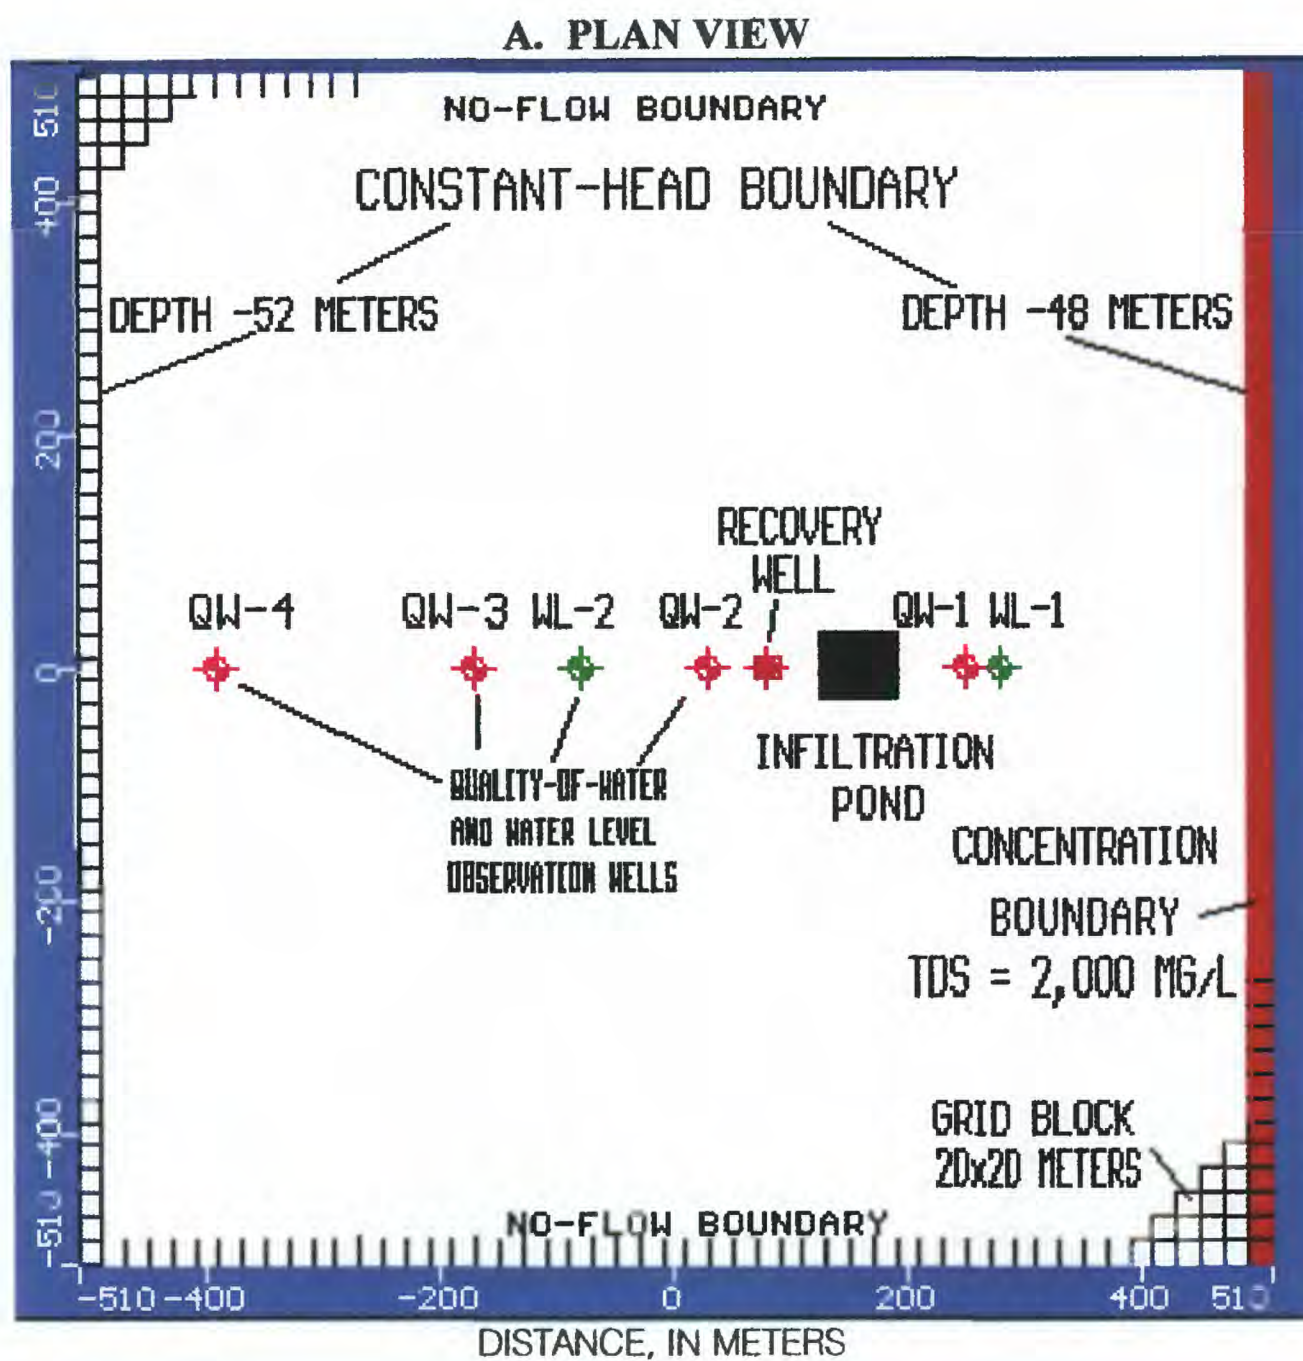 A. PLAN VIEW
NO-FLOW BOUNDARY
CONSTANT-HEAD BOUNDARY
DEPTH -52 METERS
DEPTH -48 METERS
RECOVERY
WELL
QW-4
QW-3
WL-2
QW-2
QW-1
WL-1
INFILTRATION
POND
QUALITY-OF-WATER
AND WATER LEVEL
OBSERVATION WELLS
CONCENTRATION
BOUNDARY
TDS = 2,000 MG/L
GRID BLOCK
20x20 METERS
NO-FLOW BOUNDARY
510
400
200
0
-200
-400
-510
-510 -400 -200 0 200 400 510
DISTANCE, IN METERS